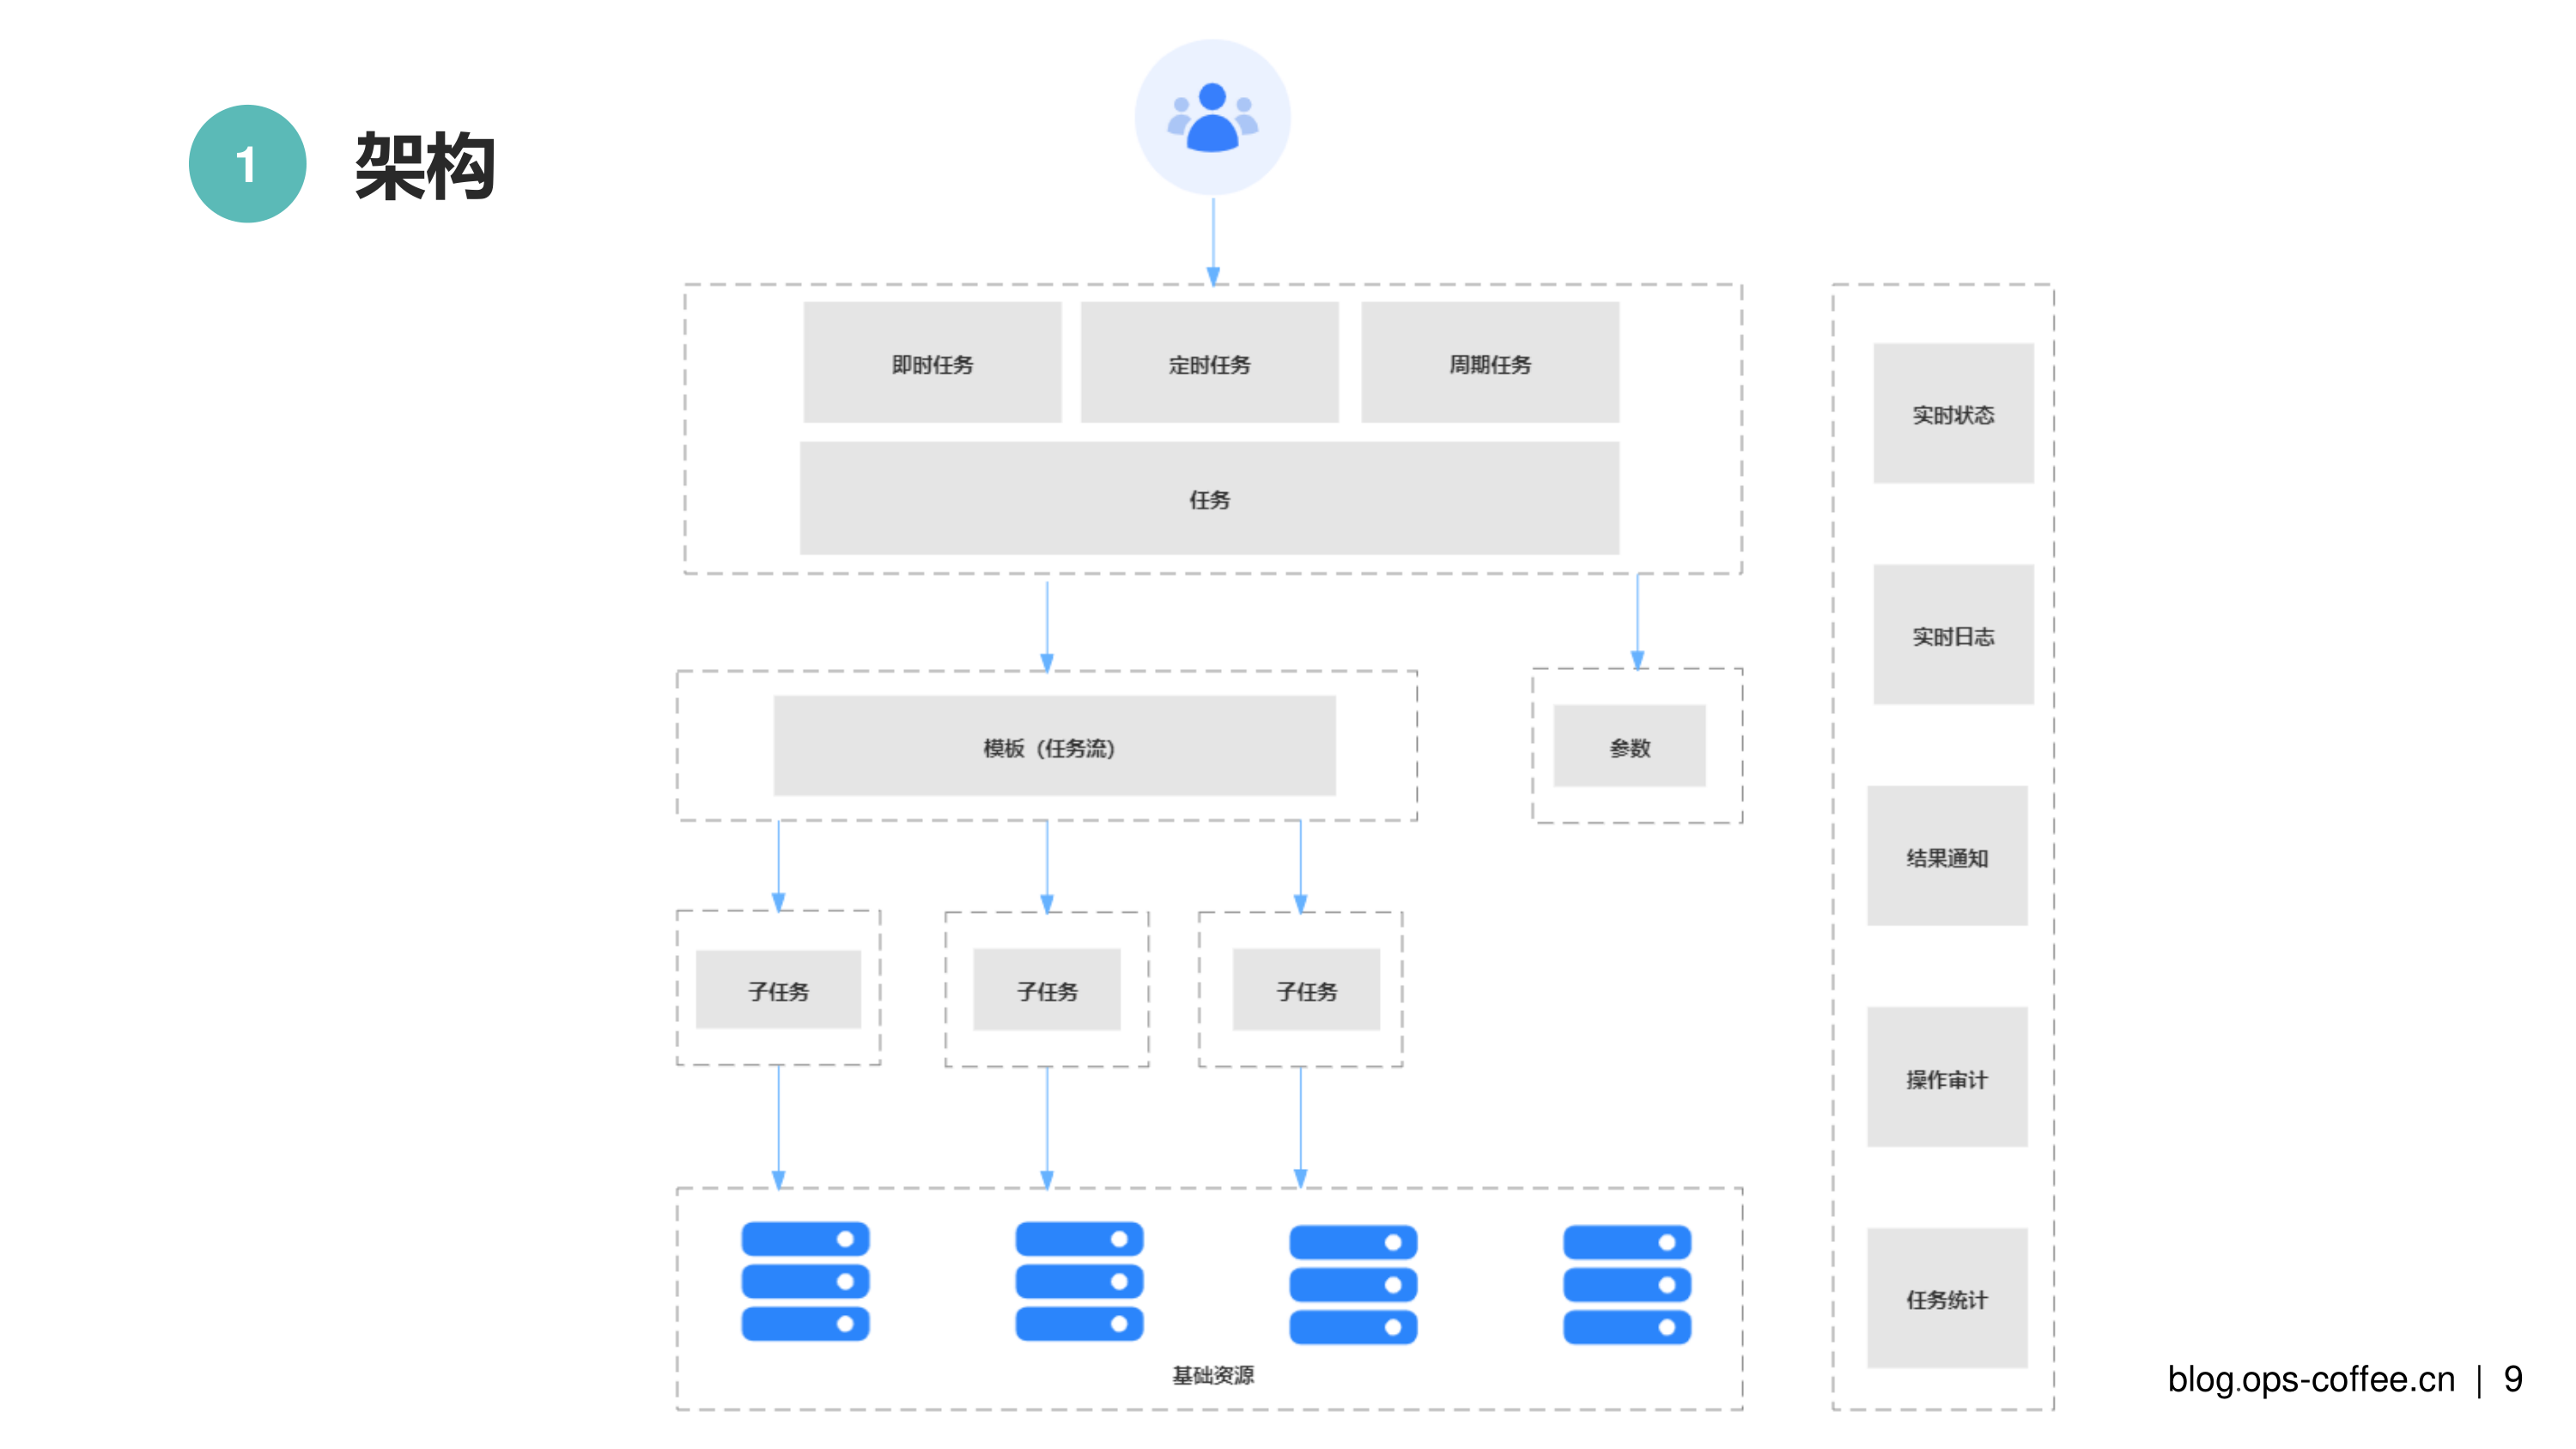 1
架构
即时任务
定时任务
周期任务
任务
模板（任务流）
参数
子任务
子任务
子任务
基础资源
实时状态
实时日志
结果通知
操作审计
任务统计
blog.ops-coffee.cn | 9